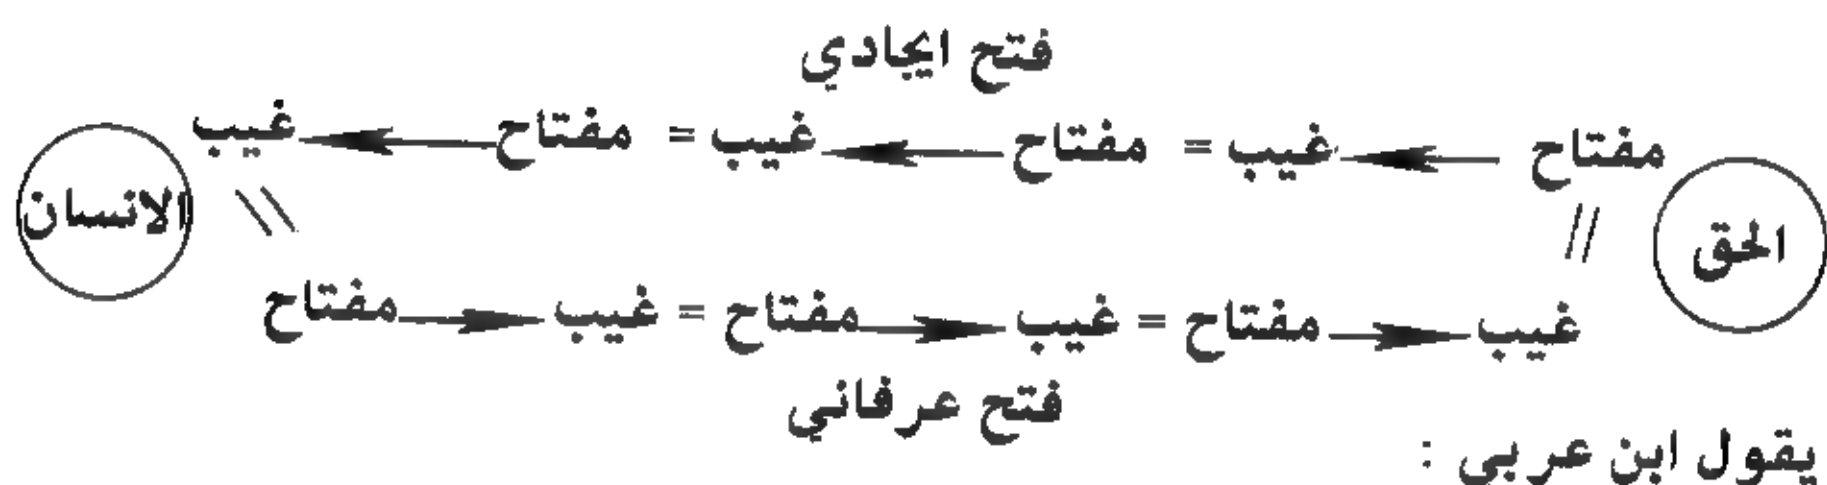 فتح ايجادي
مفتاح ← غيب = مفتاح ← غيب = مفتاح ← غيب
الحق // \\ الانسان
غيب ← مفتاح = غيب ← مفتاح = غيب ← مفتاح
فتح عرفاني
يقول ابن عربي :